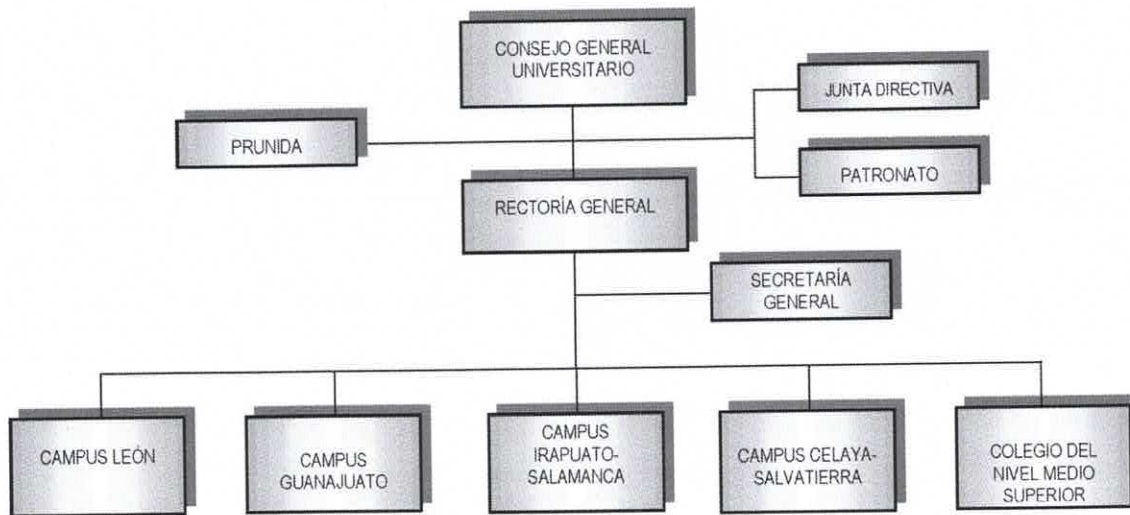 CONSEJO GENERAL
UNIVERSITARIO
JUNTA DIRECTIVA
PRUNIDA
PATRONATO
RECTORÍA GENERAL
SECRETARÍA
GENERAL
CAMPUS LEÓN
CAMPUS
GUANAJUATO
CAMPUS
IRAPUATO-
SALAMANCA
CAMPUS CELAYA-
SALVATIERRA
COLEGIO DEL
NIVEL MEDIO
SUPERIOR